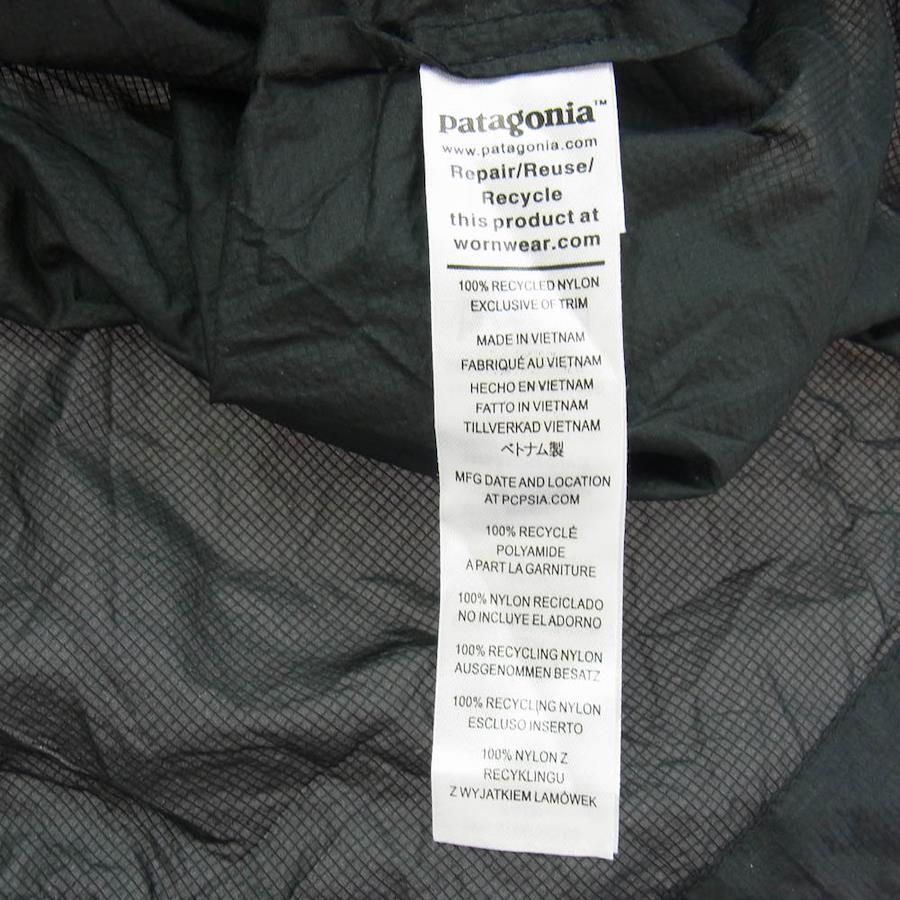 patagonia™
www.patagonia.com
Repair/Reuse/
Recycle
this product at
wornwear.com
100% RECYCLED NYLON
EXCLUSIVE OF TRIM
MADE IN VIETNAM
FABRIQUÉ AU VIETNAM
HECHO EN VIETNAM
FATTO IN VIETNAM
TILLVERKAD VIETNAM
ベトナム製
MFG DATE AND LOCATION
AT PCPSIA.COM
100% RECYCLÉ
POLYAMIDE
A PART LA GARNITURE
100% NYLON RECICLADO
NO INCLUYE EL ADORNO
100% RECYCLING NYLON
AUSGENOMMEN BESATZ
100% RECYCLING NYLON
ESCLUSO INSERTO
100% NYLON Z
RECYKLINGU
Z WYJATKIEM LAMÓWEK